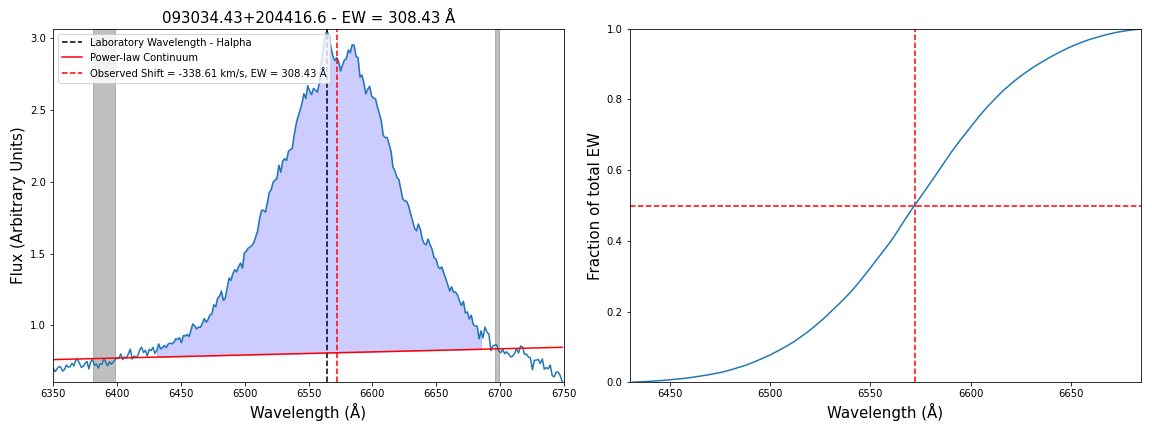 093034.43+204416.6 - EW = 308.43 Å
Laboratory Wavelength - Halpha
Power-law Continuum
Observed Shift = -338.61 km/s, EW = 308.43 Å
Flux (Arbitrary Units)
3.0
2.5
2.0
1.5
1.0
6350 6400 6450 6500 6550 6600 6650 6700 6750
Wavelength (Å)
Fraction of total EW
1.0
0.8
0.6
0.4
0.2
0.0
6450 6500 6550 6600 6650
Wavelength (Å)